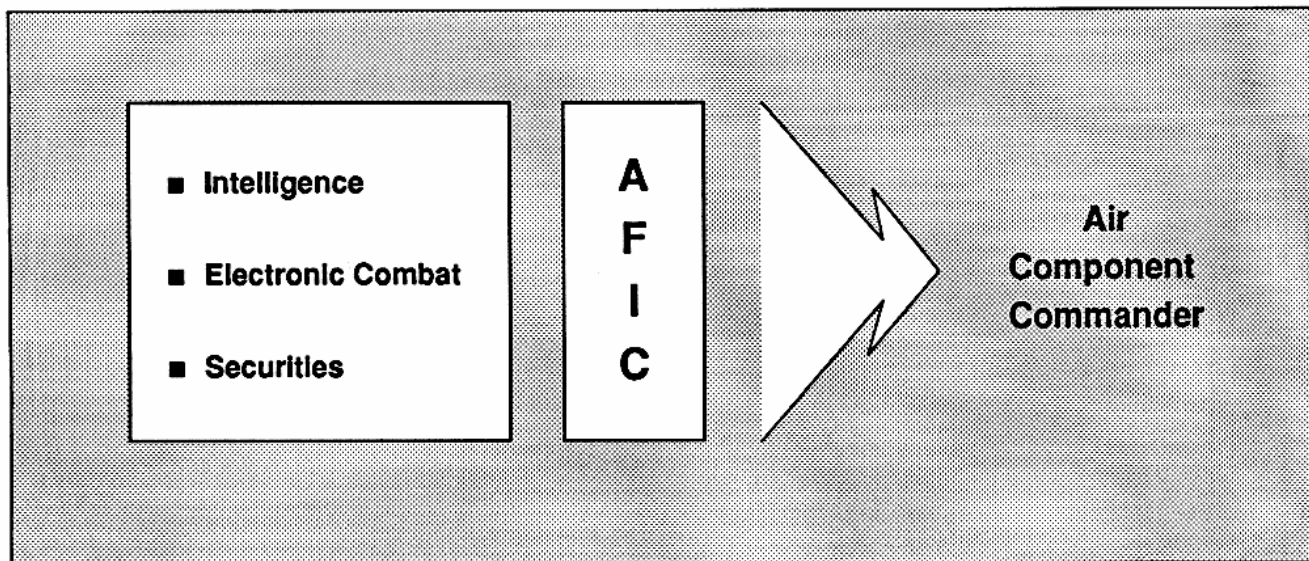 ■ Intelligence
■ Electronic Combat
■ Securities
A
F
I
C
Air
Component
Commander